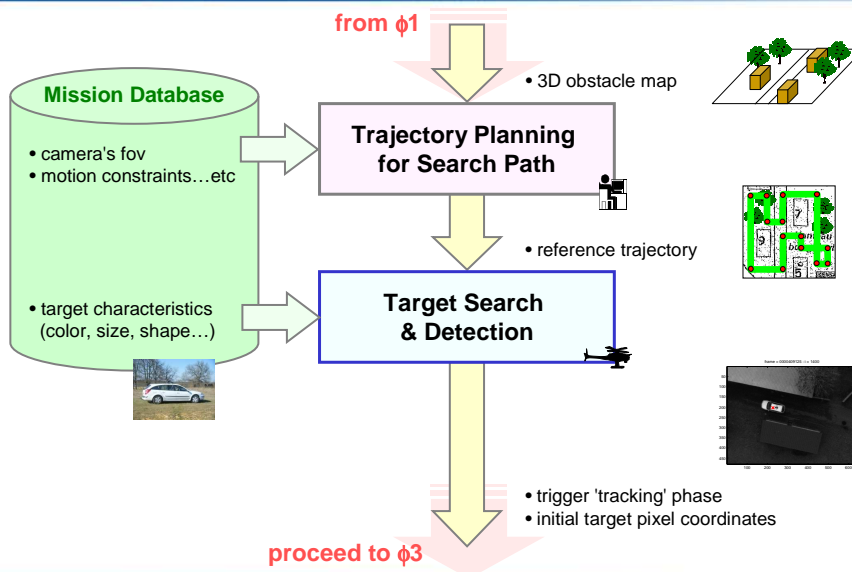 from ϕ1
• 3D obstacle map
Mission Database
• camera's fov
• motion constraints…etc
Trajectory Planning
for Search Path
• reference trajectory
• target characteristics
(color, size, shape…)
Target Search
& Detection
• trigger 'tracking' phase
• initial target pixel coordinates
proceed to ϕ3